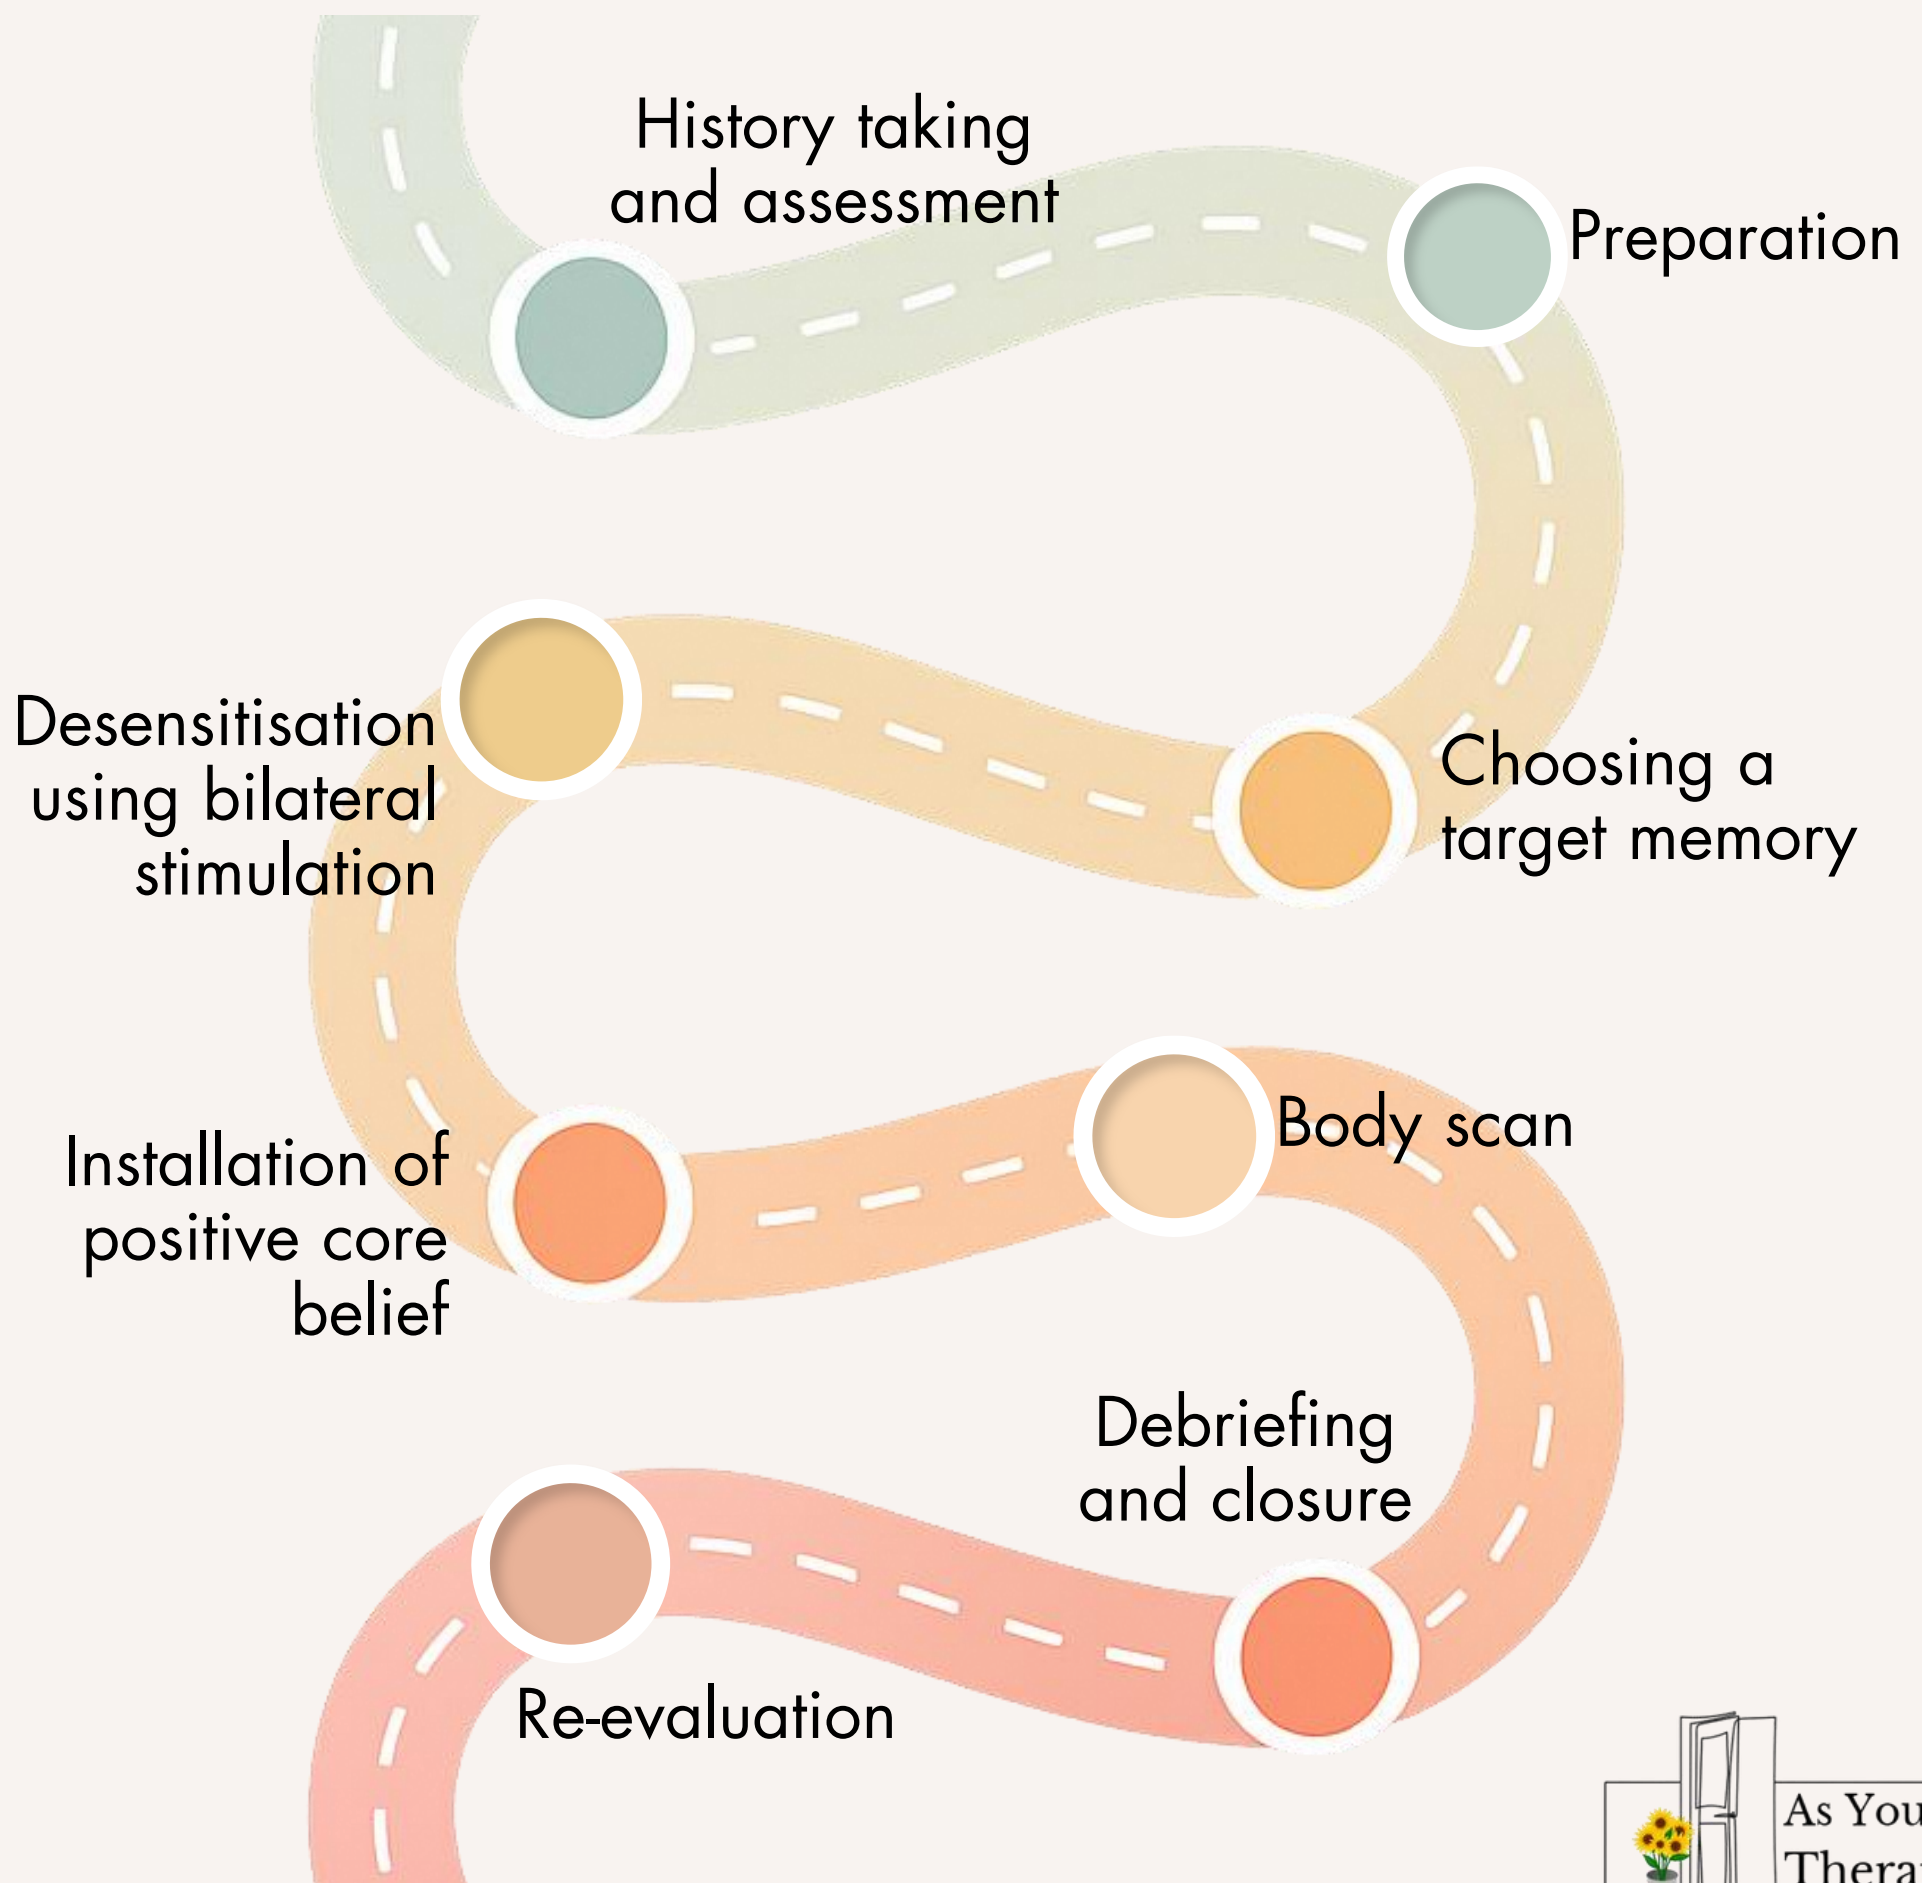 History taking
and assessment
Preparation
Choosing a
target memory
Desensitisation
using bilateral
stimulation
Installation of
positive core
belief
Body scan
Debriefing
and closure
Re-evaluation
As You